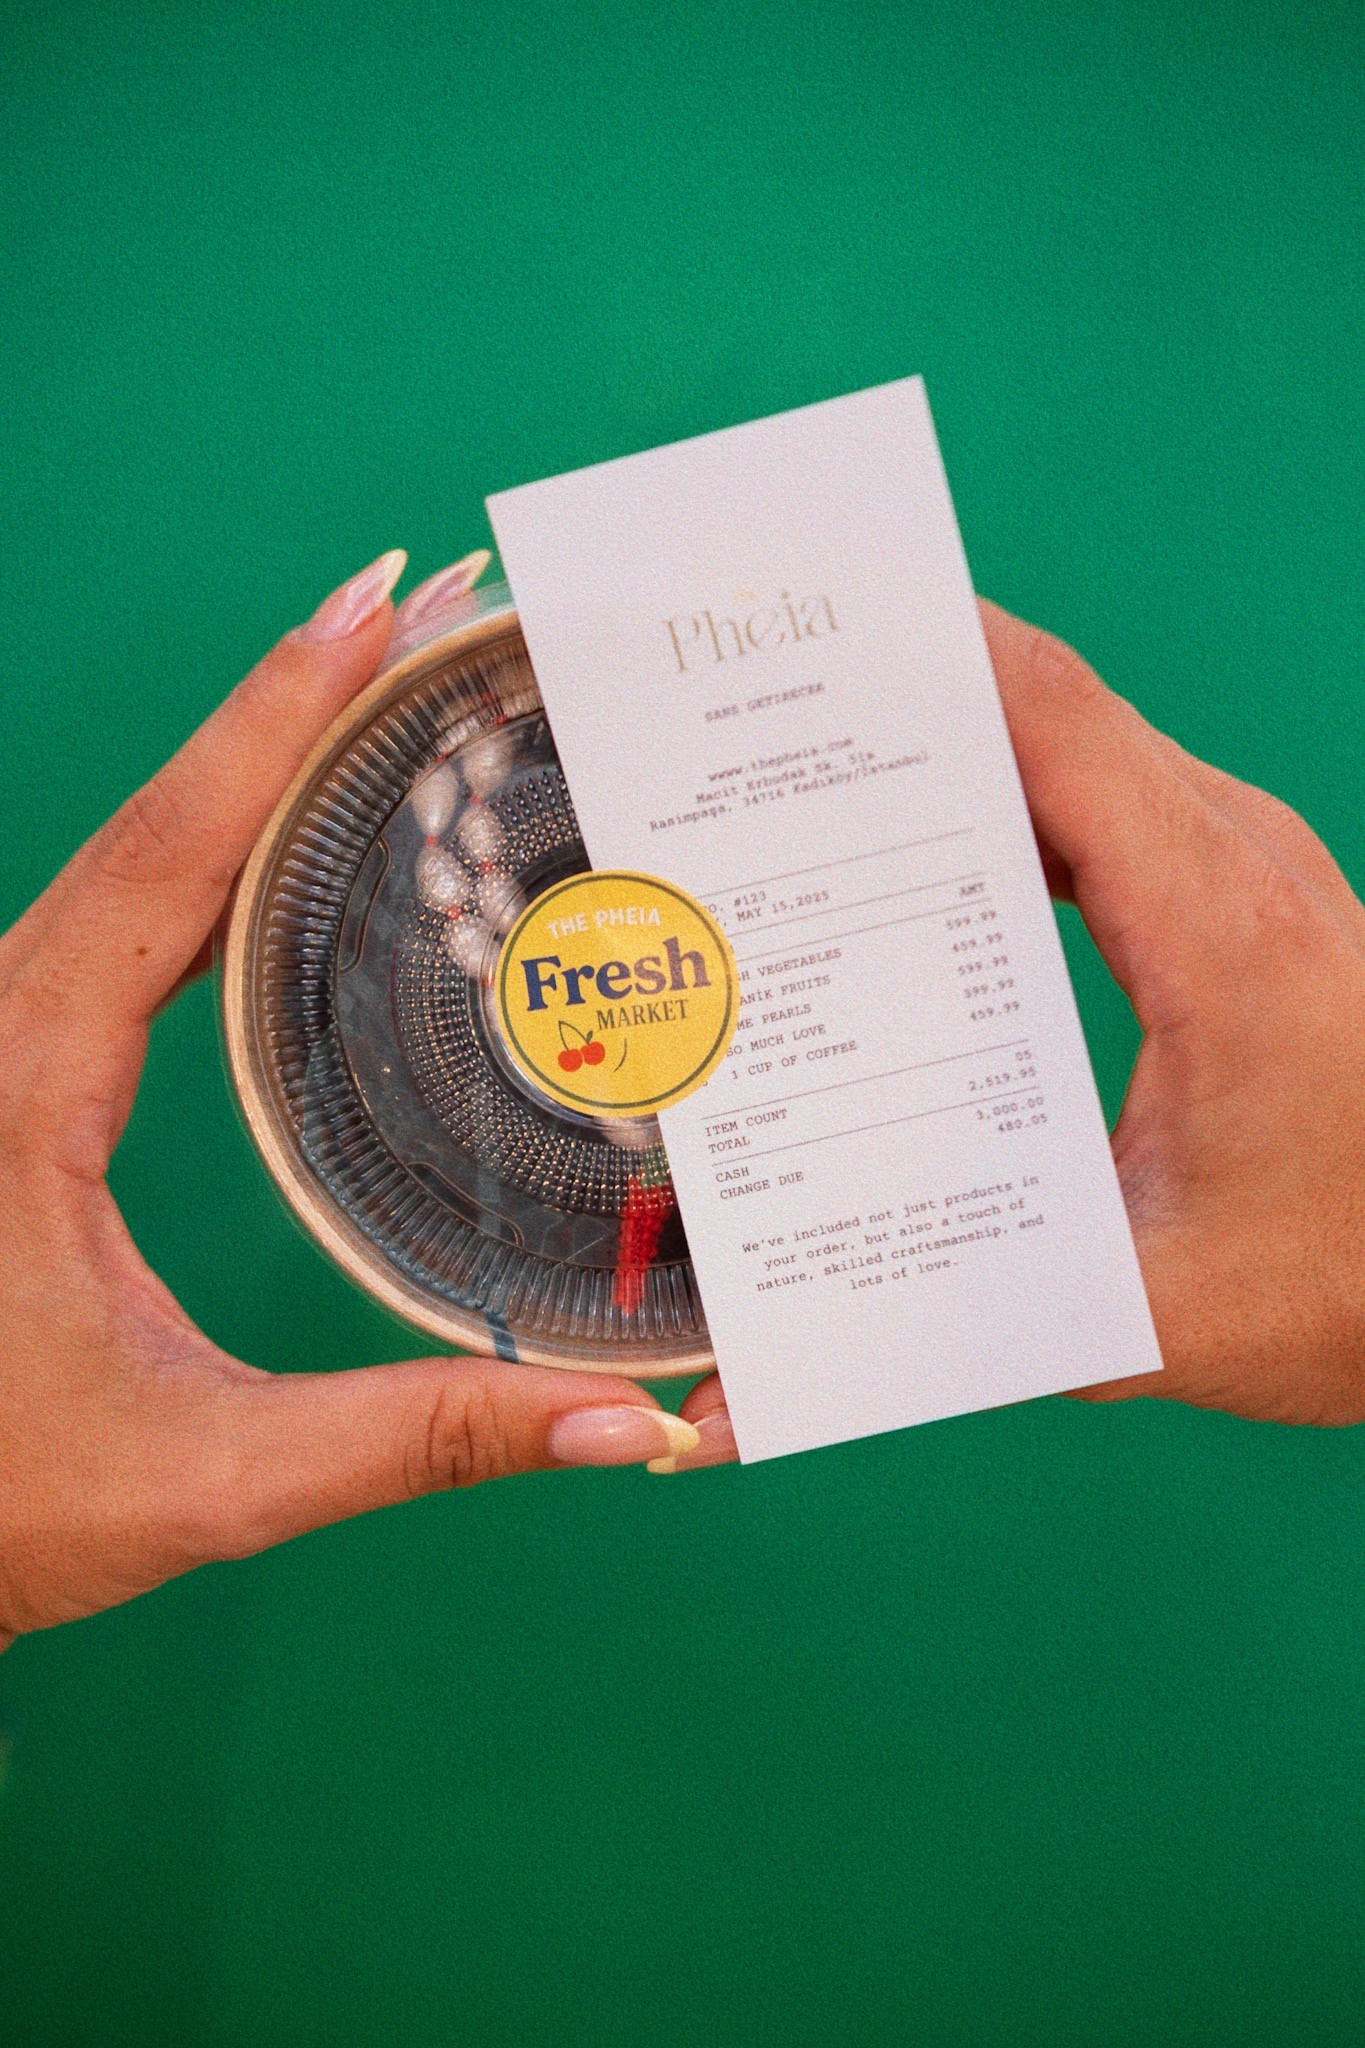 Pheia
SANS GETIRECEK
www.thepheia.com
Macit Erbudak Sk. 51a
Rasimpaşa, 34716 Kadıköy/İstanbul
#123
MAY 15,2025
AMT
VEGETABLES 599.99
ANİK FRUITS 459.99
ME PEARLS 599.99
SO MUCH LOVE 399.99
1 CUP OF COFFEE 459.99
ITEM COUNT 05
TOTAL 2,519.95
CASH 3,000.00
CHANGE DUE 480.05
We've included not just products in
your order, but also a touch of
nature, skilled craftsmanship, and
lots of love.
THE PHEIA
Fresh
MARKET